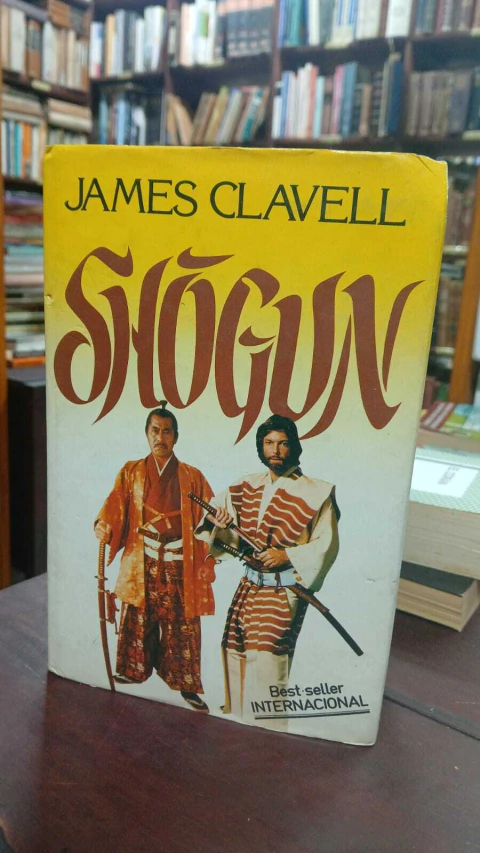 JAMES CLAVELL
SHŌGUN
Best-seller
INTERNACIONAL